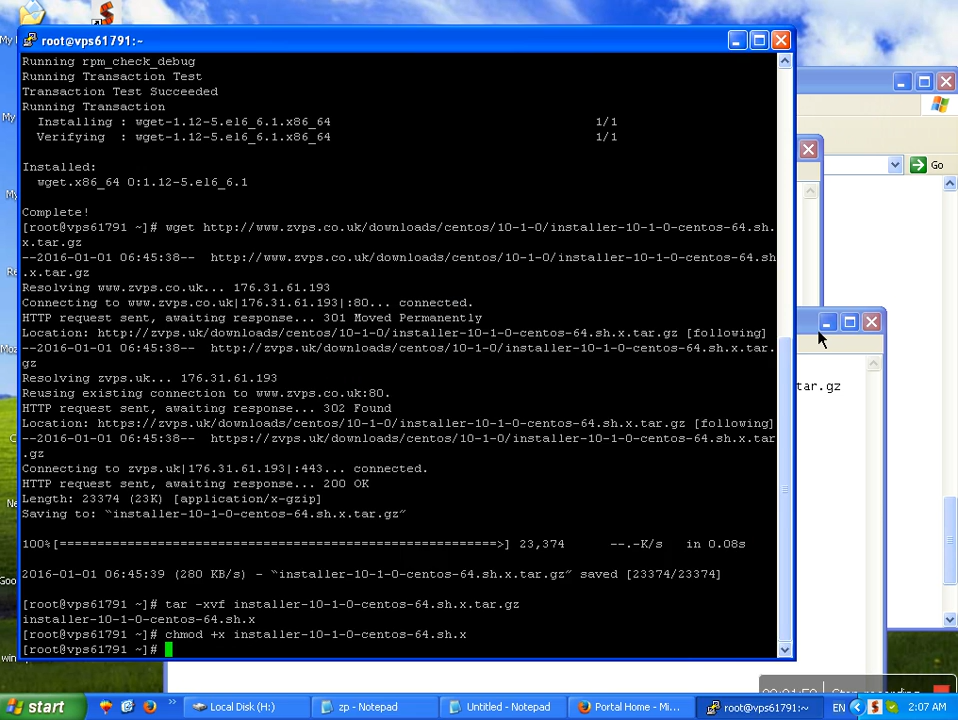 root@vps61791:~
Running rpm_check_debug
Running Transaction Test
Transaction Test Succeeded
Running Transaction
Installing : wget-1.12-5.el6_6.1.x86_64 1/1
Verifying : wget-1.12-5.el6_6.1.x86_64 1/1
Installed:
wget.x86_64 0:1.12-5.el6_6.1
Complete!
[root@vps61791 ~]# wget http://www.zvps.co.uk/downloads/centos/10-1-0/installer-10-1-0-centos-64.sh.
x.tar.gz
--2016-01-01 06:45:38-- http://www.zvps.co.uk/downloads/centos/10-1-0/installer-10-1-0-centos-64.sh
.x.tar.gz
Resolving www.zvps.co.uk... 176.31.61.193
Connecting to www.zvps.co.uk|176.31.61.193|:80... connected.
HTTP request sent, awaiting response... 301 Moved Permanently
Location: http://zvps.uk/downloads/centos/10-1-0/installer-10-1-0-centos-64.sh.x.tar.gz [following]
--2016-01-01 06:45:38-- http://zvps.uk/downloads/centos/10-1-0/installer-10-1-0-centos-64.sh.x.tar.
gz
Resolving zvps.uk... 176.31.61.193
Reusing existing connection to www.zvps.co.uk:80.
HTTP request sent, awaiting response... 302 Found
Location: https://zvps.uk/downloads/centos/10-1-0/installer-10-1-0-centos-64.sh.x.tar.gz [following]
--2016-01-01 06:45:38-- https://zvps.uk/downloads/centos/10-1-0/installer-10-1-0-centos-64.sh.x.tar
.gz
Connecting to zvps.uk|176.31.61.193|:443... connected.
HTTP request sent, awaiting response... 200 OK
Length: 23374 (23K) [application/x-gzip]
Saving to: “installer-10-1-0-centos-64.sh.x.tar.gz”
100%[==========================================================>] 23,374 --.-K/s in 0.08s
2016-01-01 06:45:39 (280 KB/s) - “installer-10-1-0-centos-64.sh.x.tar.gz” saved [23374/23374]
[root@vps61791 ~]# tar -xvf installer-10-1-0-centos-64.sh.x.tar.gz
installer-10-1-0-centos-64.sh.x
[root@vps61791 ~]# chmod +x installer-10-1-0-centos-64.sh.x
[root@vps61791 ~]#
Go
tar.gz
start
Local Disk (H:)
zp - Notepad
Untitled - Notepad
Portal Home - Mi...
root@vps61791:~
EN
2:07 AM